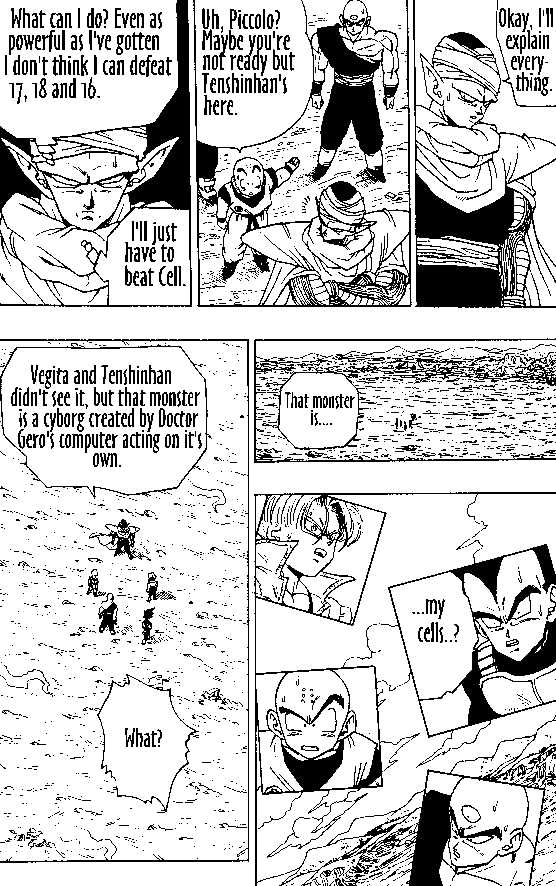 What can I do? Even as
powerful as I've gotten
I don't think I can defeat
17, 18 and 16.
I'll just
have to
beat Cell.
Uh, Piccolo?
Maybe you're
not ready but
Tenshinhan's
here.
Okay, I'll
explain
every-
thing.
Vegita and Tenshinhan
didn't see it, but that monster
is a cyborg created by Doctor
Gero's computer acting on it's
own.
What?
That monster
is....
...my
cells..?